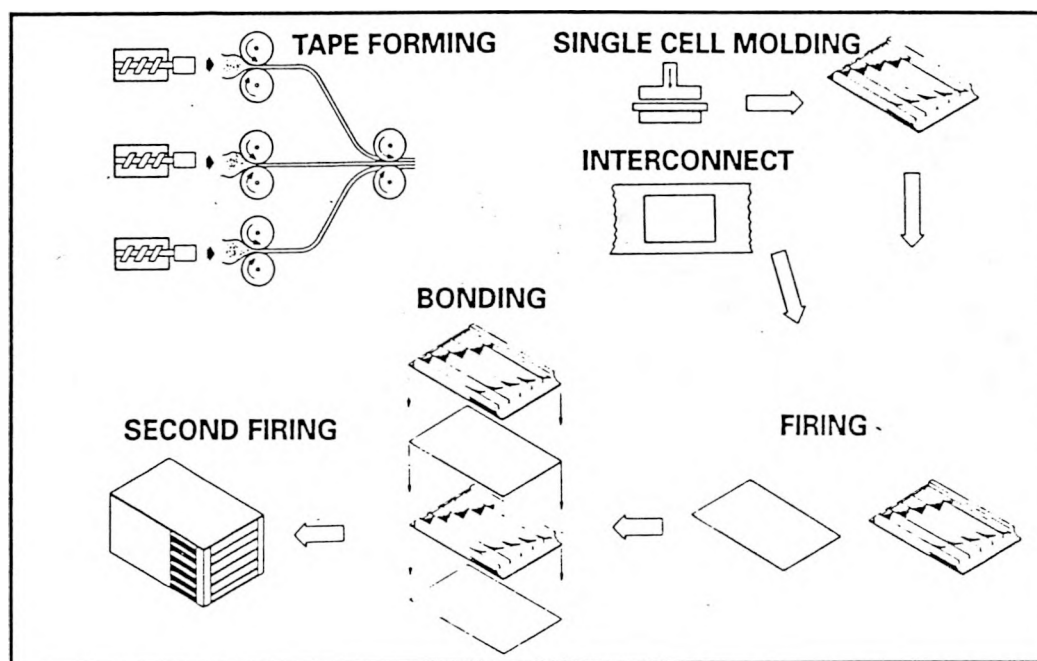 TAPE FORMING
SINGLE CELL MOLDING
INTERCONNECT
BONDING
SECOND FIRING
FIRING